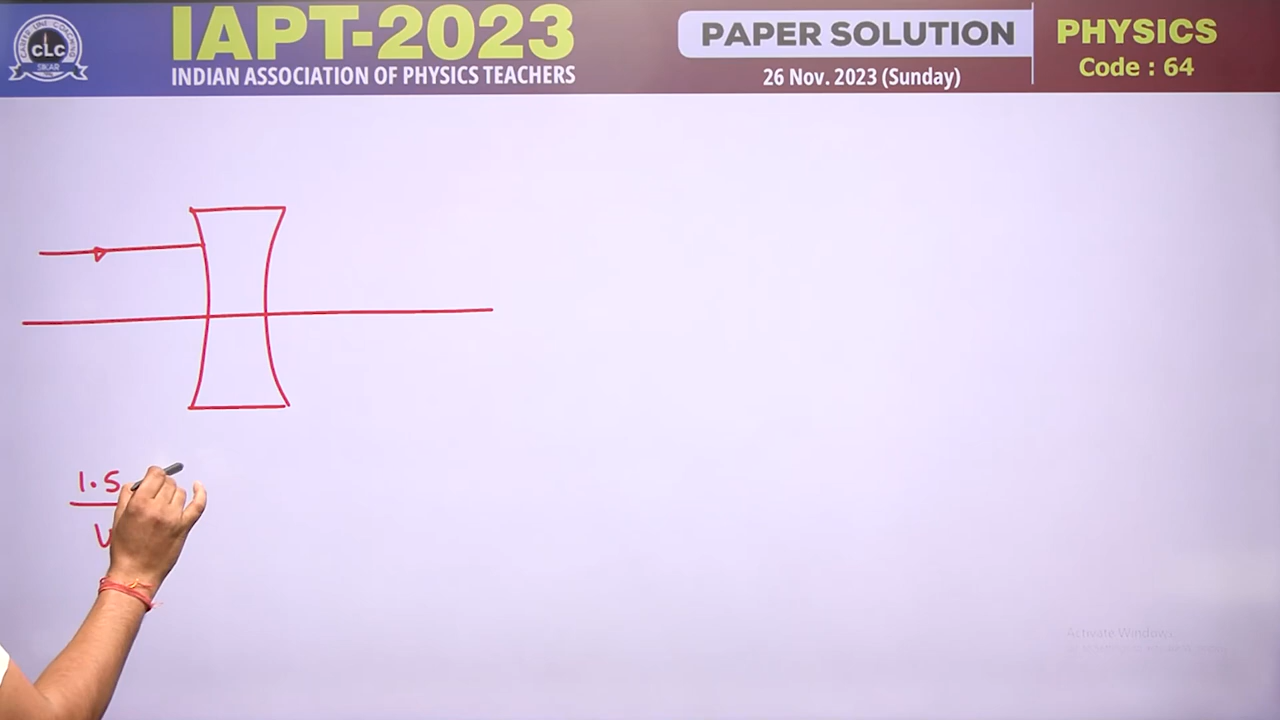 IAPT-2023
INDIAN ASSOCIATION OF PHYSICS TEACHERS
PAPER SOLUTION
26 Nov. 2023 (Sunday)
PHYSICS
Code : 64
CLC
SIKAR
1.5
Activate Windows